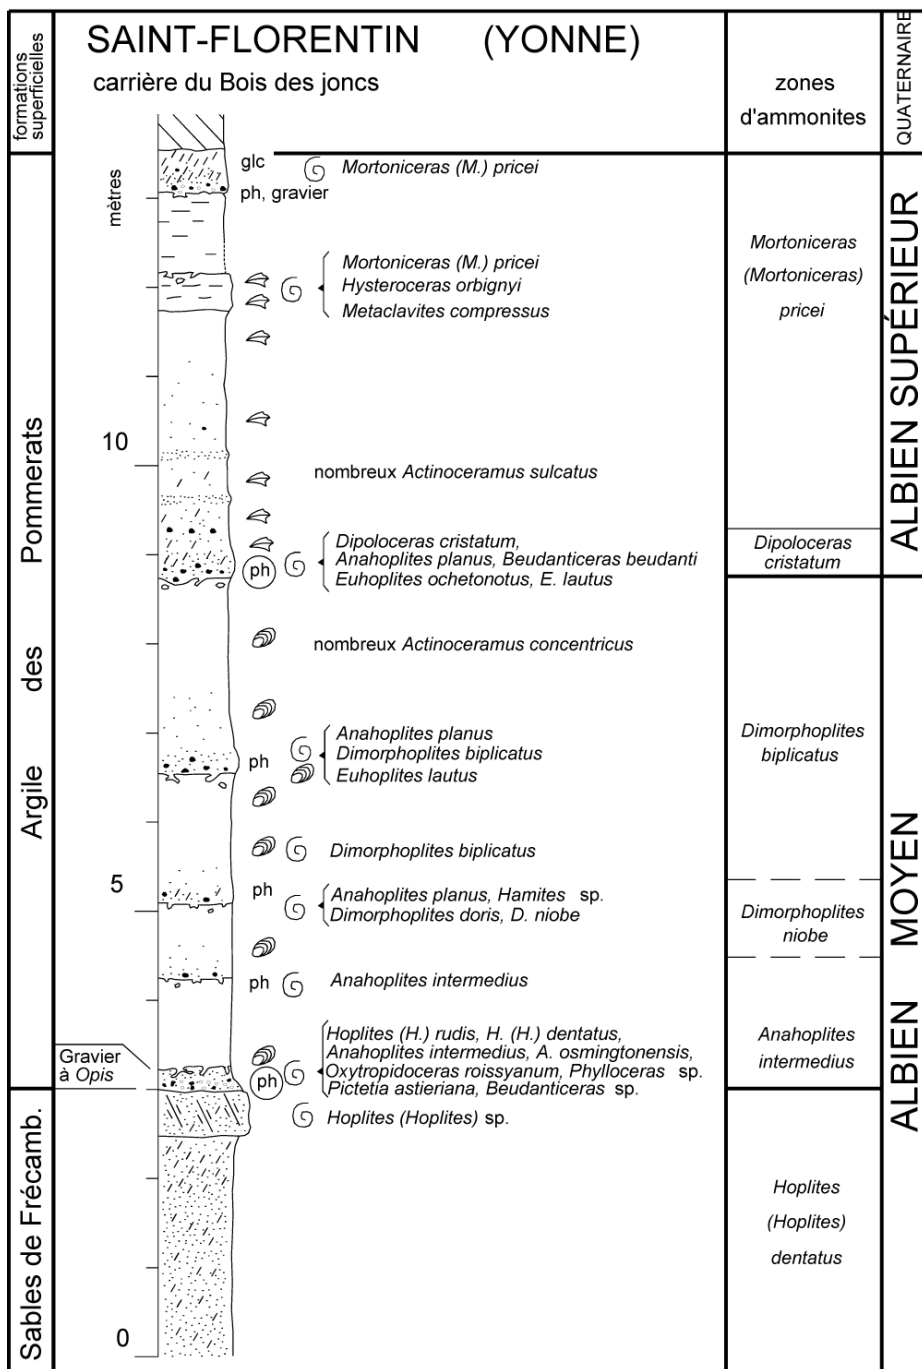 formations
superficielles
SAINT-FLORENTIN (YONNE)
carrière du Bois des joncs
zones
d'ammonites
QUATERNAIRE
mètres
glc
Mortoniceras (M.) pricei
ph, gravier
Mortoniceras (M.) pricei
Hysteroceras orbignyi
Metaclavites compressus
Mortoniceras
(Mortoniceras)
pricei
ALBIEN SUPÉRIEUR
10
nombreux Actinoceramus sulcatus
Dipoloceras cristatum,
Anahoplites planus, Beudanticeras beudanti
Euhoplites ochetonotus, E. lautus
ph
Dipoloceras
cristatum
Argile des Pommerats
nombreux Actinoceramus concentricus
Anahoplites planus
Dimorphoplites biplicatus
Euhoplites lautus
ph
Dimorphoplites
biplicatus
Dimorphoplites biplicatus
5
ph
Anahoplites planus, Hamites sp.
Dimorphoplites doris, D. niobe
Dimorphoplites
niobe
ALBIEN MOYEN
ph
Anahoplites intermedius
Gravier
à Opis
ph
Hoplites (H.) rudis, H. (H.) dentatus,
Anahoplites intermedius, A. osmingtonensis,
Oxytropidoceras roissyanum, Phylloceras sp.
Pictetia astieriana, Beudanticeras sp.
Anahoplites
intermedius
Hoplites (Hoplites) sp.
Sables de Frécamb.
Hoplites
(Hoplites)
dentatus
0